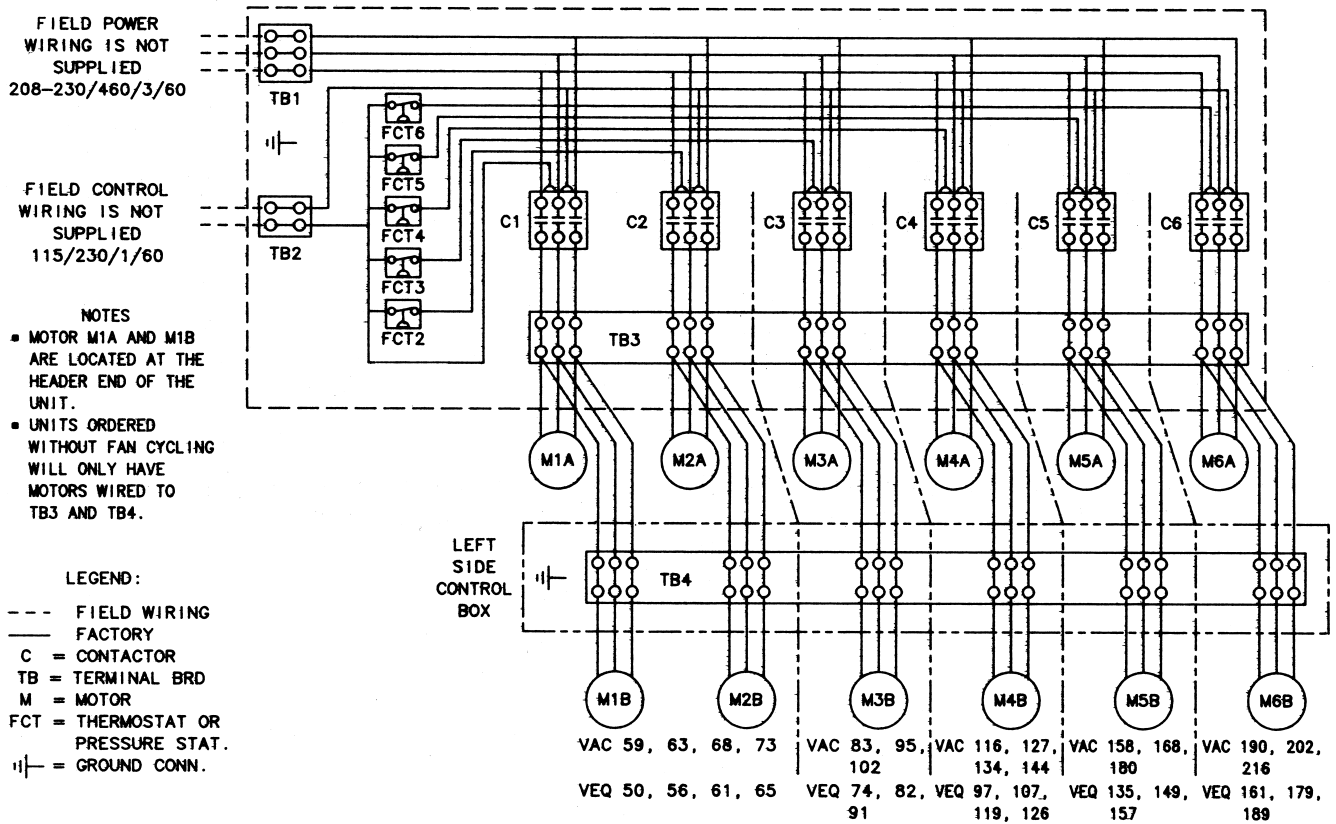 FIELD POWER
WIRING IS NOT
SUPPLIED
208-230/460/3/60
TB1
FCT6
FCT5
FIELD CONTROL
WIRING IS NOT
SUPPLIED
115/230/1/60
TB2
FCT4
FCT3
FCT2
C1
C2
C3
C4
C5
C6
TB3
NOTES
▪ MOTOR M1A AND M1B
ARE LOCATED AT THE
HEADER END OF THE
UNIT.
▪ UNITS ORDERED
WITHOUT FAN CYCLING
WILL ONLY HAVE
MOTORS WIRED TO
TB3 AND TB4.
M1A
M2A
M3A
M4A
M5A
M6A
LEFT
SIDE
CONTROL
BOX
TB4
LEGEND:
--- FIELD WIRING
— FACTORY
C = CONTACTOR
TB = TERMINAL BRD
M = MOTOR
FCT = THERMOSTAT OR
PRESSURE STAT.
= GROUND CONN.
M1B
M2B
M3B
M4B
M5B
M6B
VAC 59, 63, 68, 73
VEQ 50, 56, 61, 65
VAC 83, 95,
102
VEQ 74, 82,
91
VAC 116, 127,
134, 144
VEQ 97, 107,
119, 126
VAC 158, 168,
180
VEQ 135, 149,
157
VAC 190, 202,
216
VEQ 161, 179,
189